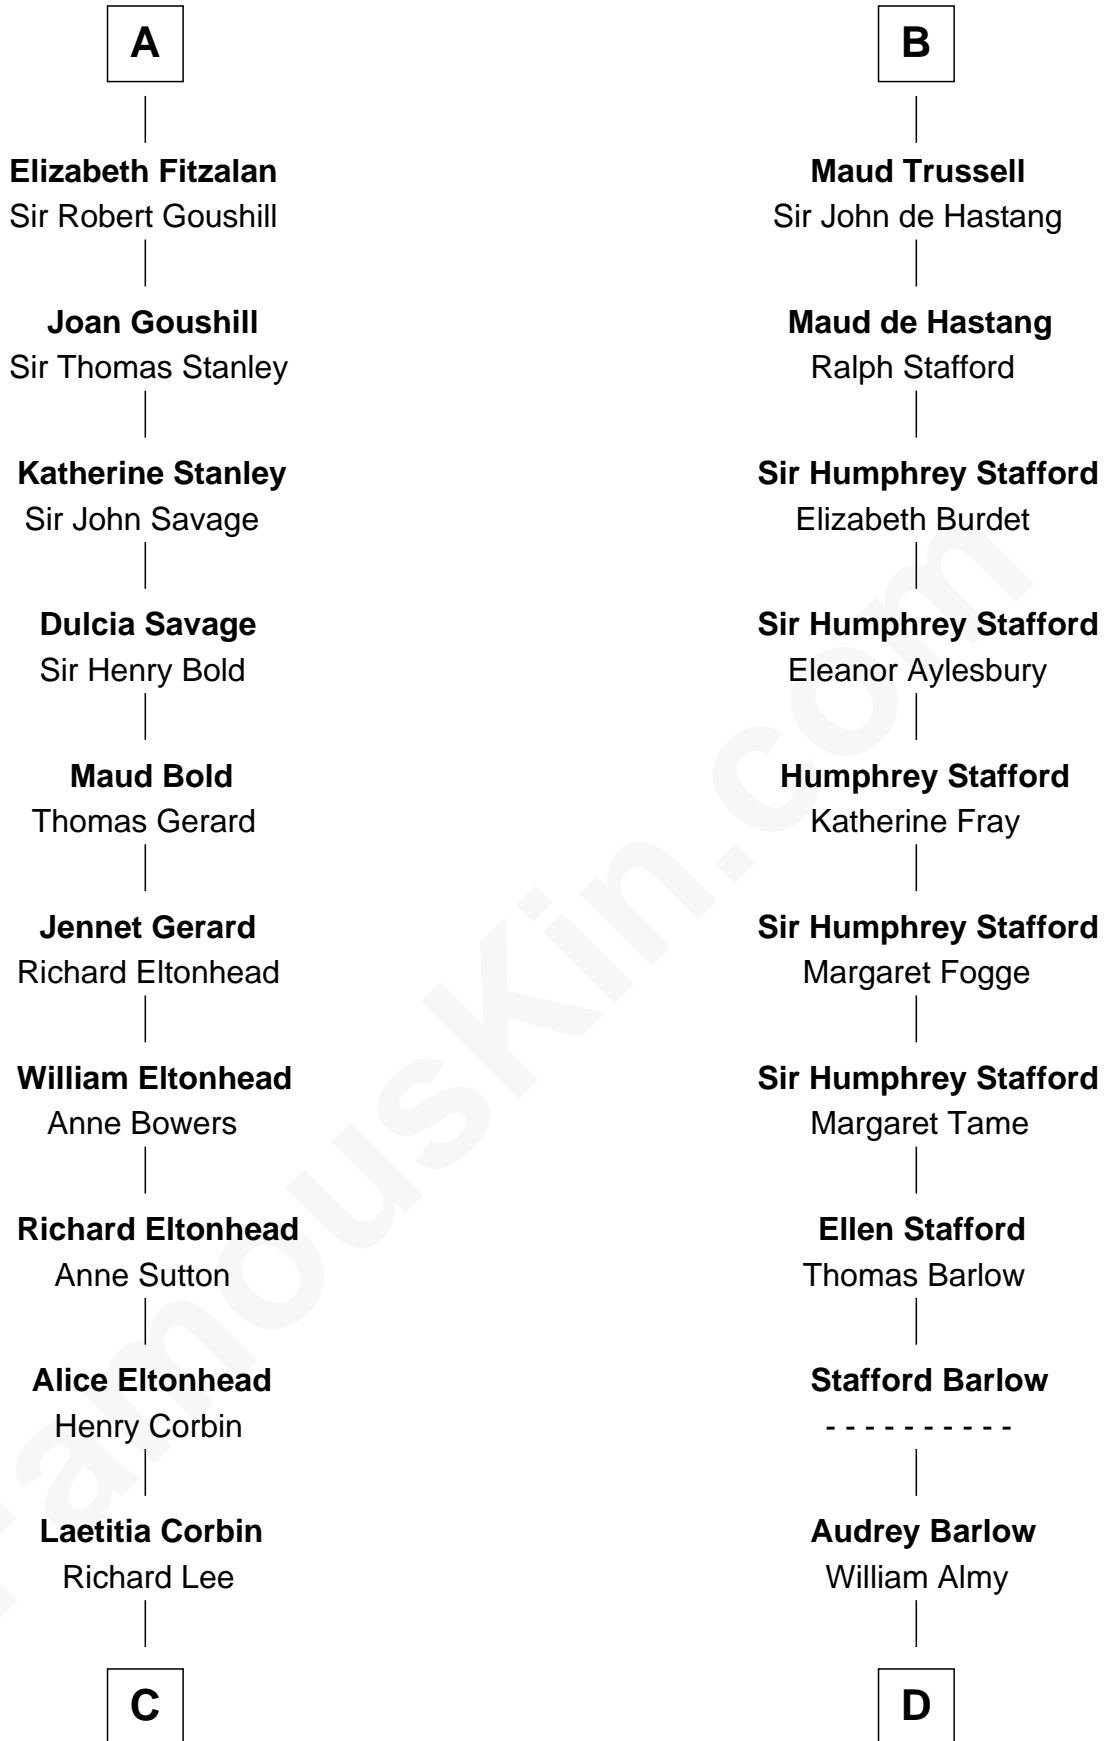 A
Elizabeth Fitzalan
Sir Robert Goushill
Joan Goushill
Sir Thomas Stanley
Katherine Stanley
Sir John Savage
Dulcia Savage
Sir Henry Bold
Maud Bold
Thomas Gerard
Jennet Gerard
Richard Eltonhead
William Eltonhead
Anne Bowers
Richard Eltonhead
Anne Sutton
Alice Eltonhead
Henry Corbin
Laetitia Corbin
Richard Lee
C
B
Maud Trussell
Sir John de Hastang
Maud de Hastang
Ralph Stafford
Sir Humphrey Stafford
Elizabeth Burdet
Sir Humphrey Stafford
Eleanor Aylesbury
Humphrey Stafford
Katherine Fray
Sir Humphrey Stafford
Margaret Fogge
Sir Humphrey Stafford
Margaret Tame
Ellen Stafford
Thomas Barlow
Stafford Barlow
- - - - - - - - - -
Audrey Barlow
William Almy
D
FamousKin.com